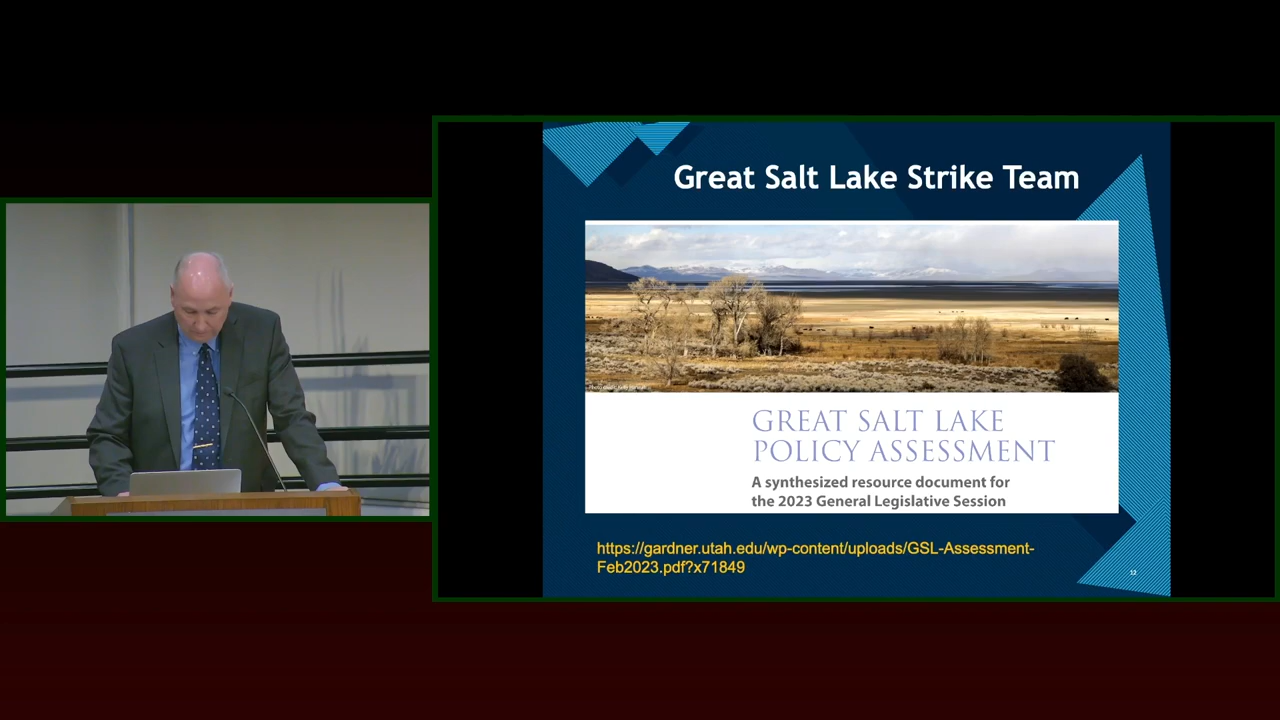 Great Salt Lake Strike Team
GREAT SALT LAKE
POLICY ASSESSMENT
A synthesized resource document for
the 2023 General Legislative Session
https://gardner.utah.edu/wp-content/uploads/GSL-Assessment-
Feb2023.pdf?x71849
12